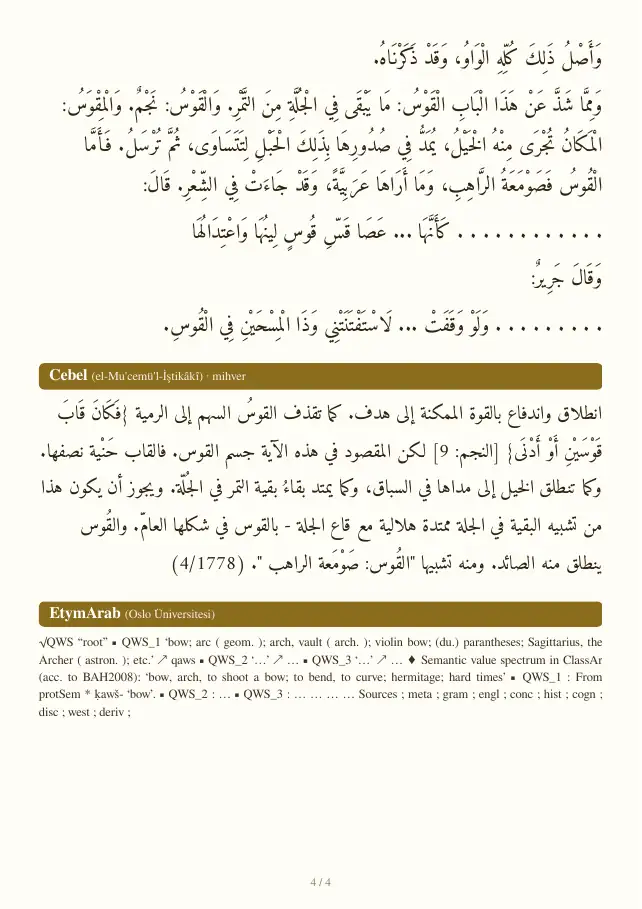 وَأَصْلُ ذَلِكَ كُلِّهِ الْوَاوُ، وَقَدْ ذَكَرْنَاهُ.
وَمِمَّا شَذَّ عَنْ هَذَا الْبَابِ الْقَوْسُ: مَا يَبْقَى فِي الْجُلَّةِ مِنَ التَّمْرِ. وَالْقَوْسُ: نَجْمٌ. وَالْمِقْوَسُ:
الْمَكَانُ تُجْرَى مِنْهُ الْخَيْلُ، يُمَدُّ فِي صُدُورِهَا بِذَلِكَ الْحَبْلِ لِتَتَسَاوَى، ثُمَّ تُرْسَلُ. فَأَمَّا
الْقُوسُ فَصَوْمَعَةُ الرَّاهِبِ، وَمَا أَرَاهَا عَرَبِيَّةً، وَقَدْ جَاءَتْ فِي الشِّعْرِ. قَالَ:
. . . . . . . . . . . . كَأَنَّهَا ... عَصَا قَسِّ قُوسٍ لِينُهَا وَاعْتِدَالُهَا
وَقَالَ جَرِيرٌ:
. . . . . . . . . وَلَوْ وَقَفَتْ ... لَاسْتَفْتَنَتْنِي وَذَا الْمِسْحَيْنِ فِي الْقُوسِ.
Cebel (el-Mu'cemü'l-İştikâkî) · mihver
انطلاق واندفاع بالقوة الممكنة إلى هدف. كما تقذف القوسُ السهم إلى الرمية {فَكَانَ قَابَ
قَوْسَيْنِ أَوْ أَدْنَى} [النجم: 9] لكن المقصود في هذه الآية جسم القوس. فالقاب حَنْية نصفها.
وكما تنطلق الخيل إلى مداها في السباق، وكما يمتد بقاءُ بقية التمر في الجُلّة. ويجوز أن يكون هذا
من تشبيه البقية في الجلة ممتدة هلالية مع قاع الجلة - بالقوس في شكلها العامّ. والقُوس
ينطلق منه الصائد. ومنه تشبيها "القُوس: صَوْمَعة الراهب ". (4/1778)
EtymArab (Oslo Üniversitesi)
√QWS “root” ▪ QWS_1 ‘bow; arc ( geom. ); arch, vault ( arch. ); violin bow; (du.) parantheses; Sagittarius, the
Archer ( astron. ); etc.’ ↗ qaws ▪ QWS_2 ‘…’ ↗ … ▪ QWS_3 ‘…’ ↗ … ♦ Semantic value spectrum in ClassAr
(acc. to BAH2008): ‘bow, arch, to shoot a bow; to bend, to curve; hermitage; hard times’ ▪ QWS_1 : From
protSem * kawš- ‘bow’. ▪ QWS_2 : … ▪ QWS_3 : … … … … Sources ; meta ; gram ; engl ; conc ; hist ; cogn ;
disc ; west ; deriv ;
4 / 4